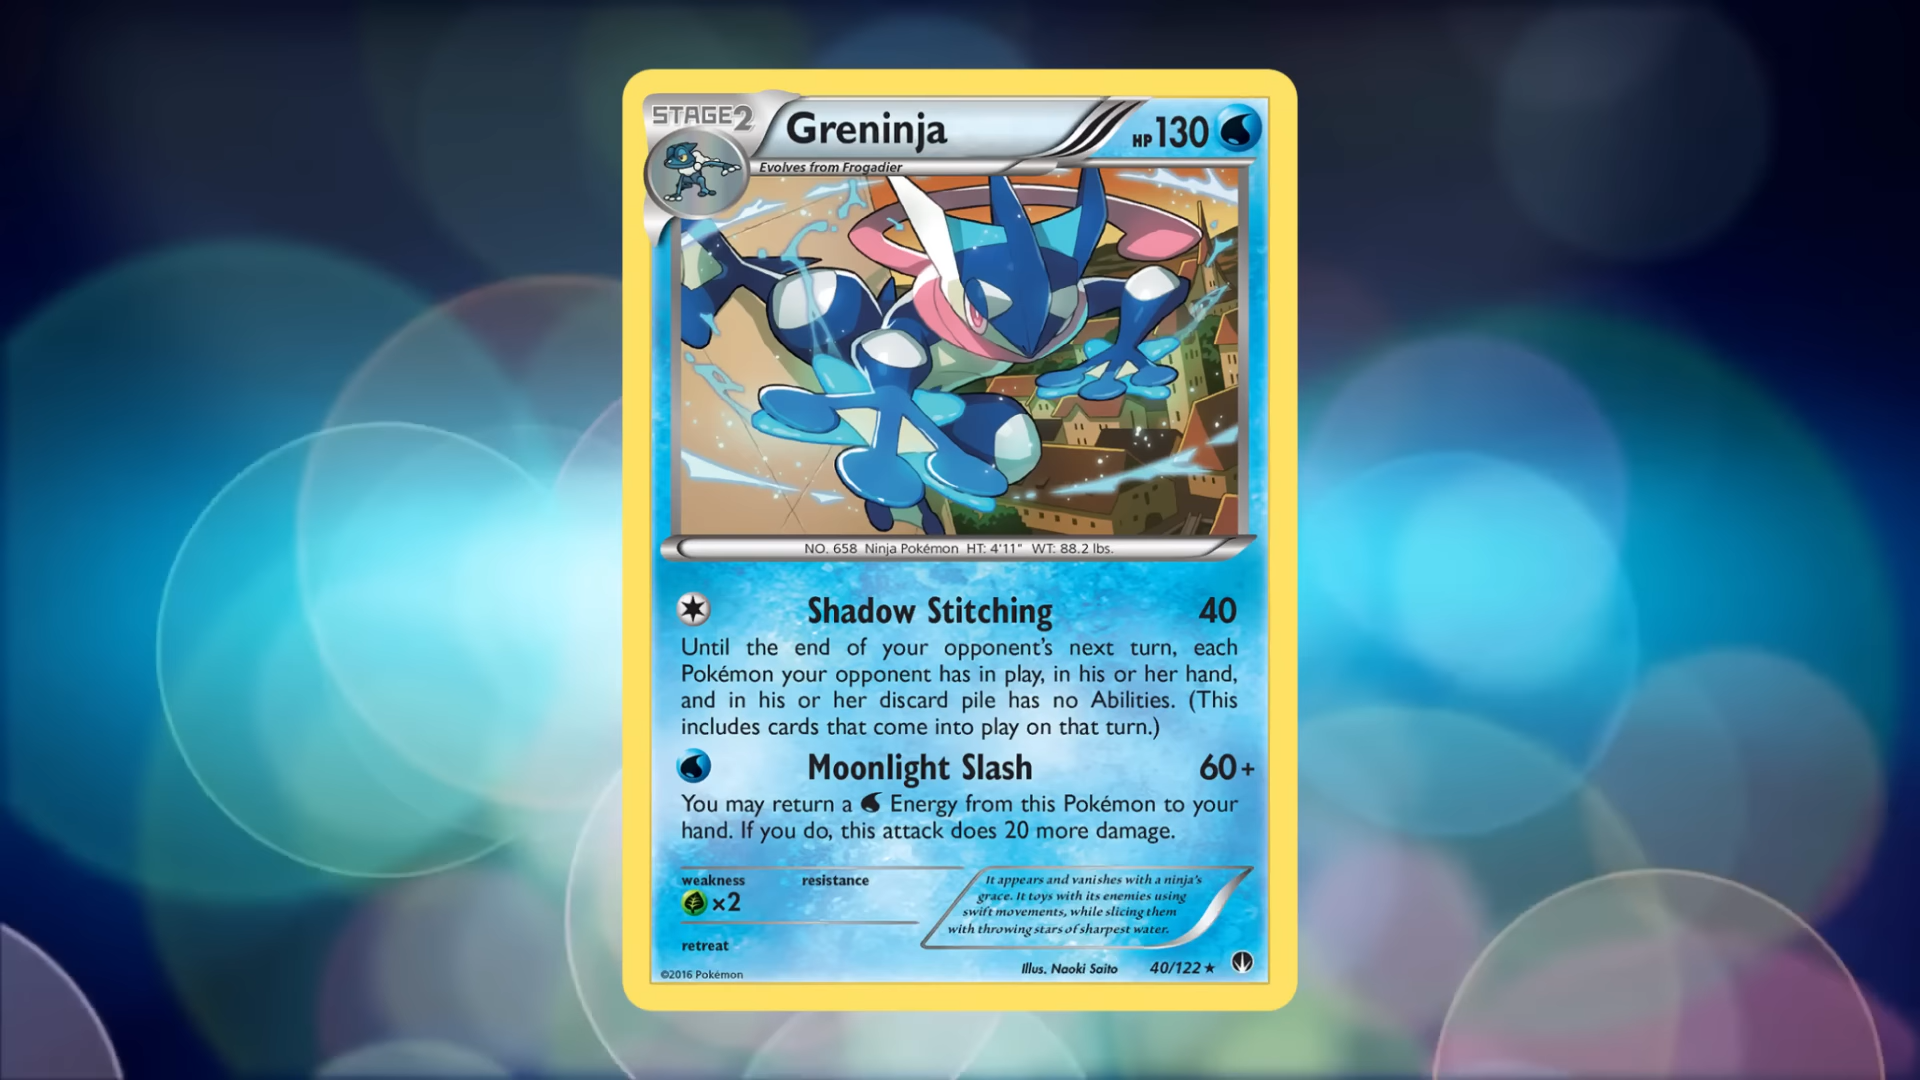 STAGE2
Greninja
HP130
Evolves from Frogadier
NO. 658 Ninja Pokémon HT: 4'11" WT: 88.2 lbs.
Shadow Stitching 40
Until the end of your opponent's next turn, each
Pokémon your opponent has in play, in his or her hand,
and in his or her discard pile has no Abilities. (This
includes cards that come into play on that turn.)
Moonlight Slash 60+
You may return a Energy from this Pokémon to your
hand. If you do, this attack does 20 more damage.
weakness resistance
×2
It appears and vanishes with a ninja's
grace. It toys with its enemies using
swift movements, while slicing them
with throwing stars of sharpest water.
retreat
©2016 Pokémon Illus. Naoki Saito 40/122 ★